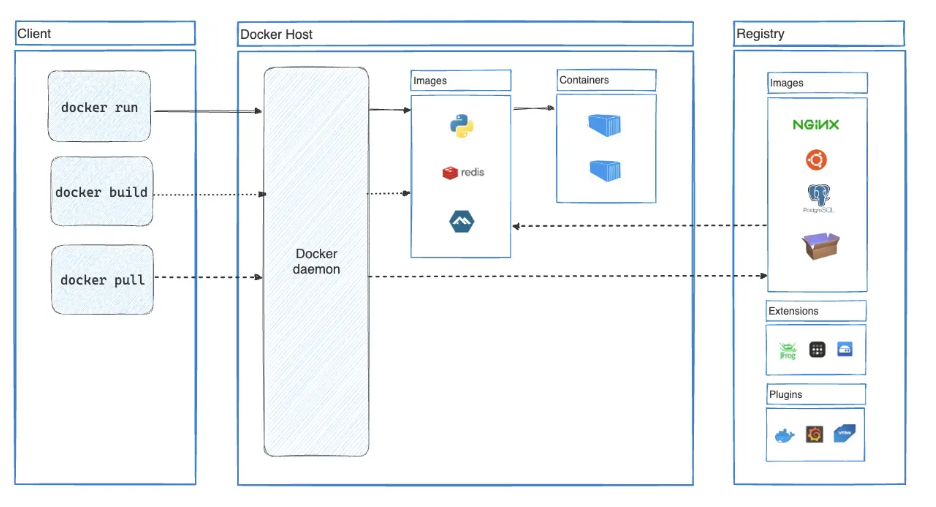 Client
docker run
docker build
docker pull
Docker Host
Docker
daemon
Images
redis
Containers
Registry
Images
NGINX
PostgreSQL
Extensions
JFrog
Plugins